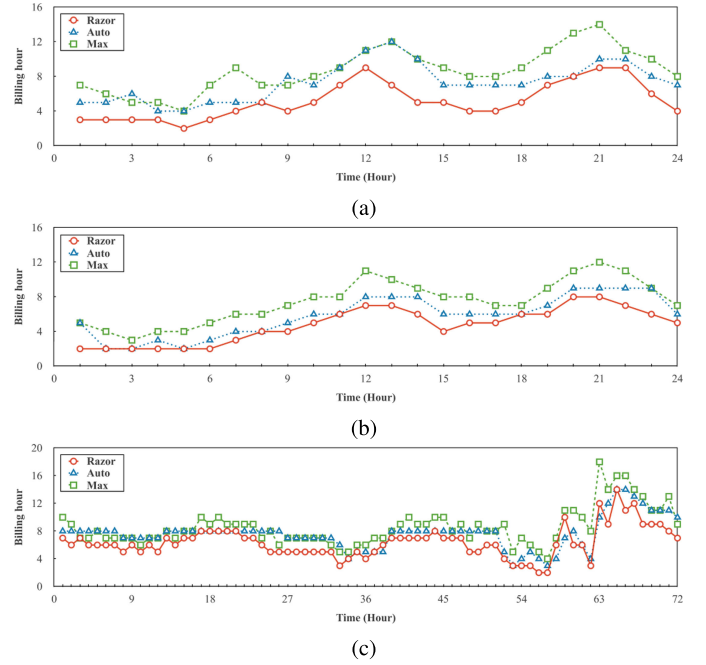 16
12
8
4
0
Billing hour
Razor
Auto
Max
0 3 6 9 12 15 18 21 24
Time (Hour)
(a)
16
12
8
4
0
Billing hour
Razor
Auto
Max
0 3 6 9 12 15 18 21 24
Time (Hour)
(b)
20
16
12
8
4
0
Billing hour
Razor
Auto
Max
0 9 18 27 36 45 54 63 72
Time (Hour)
(c)